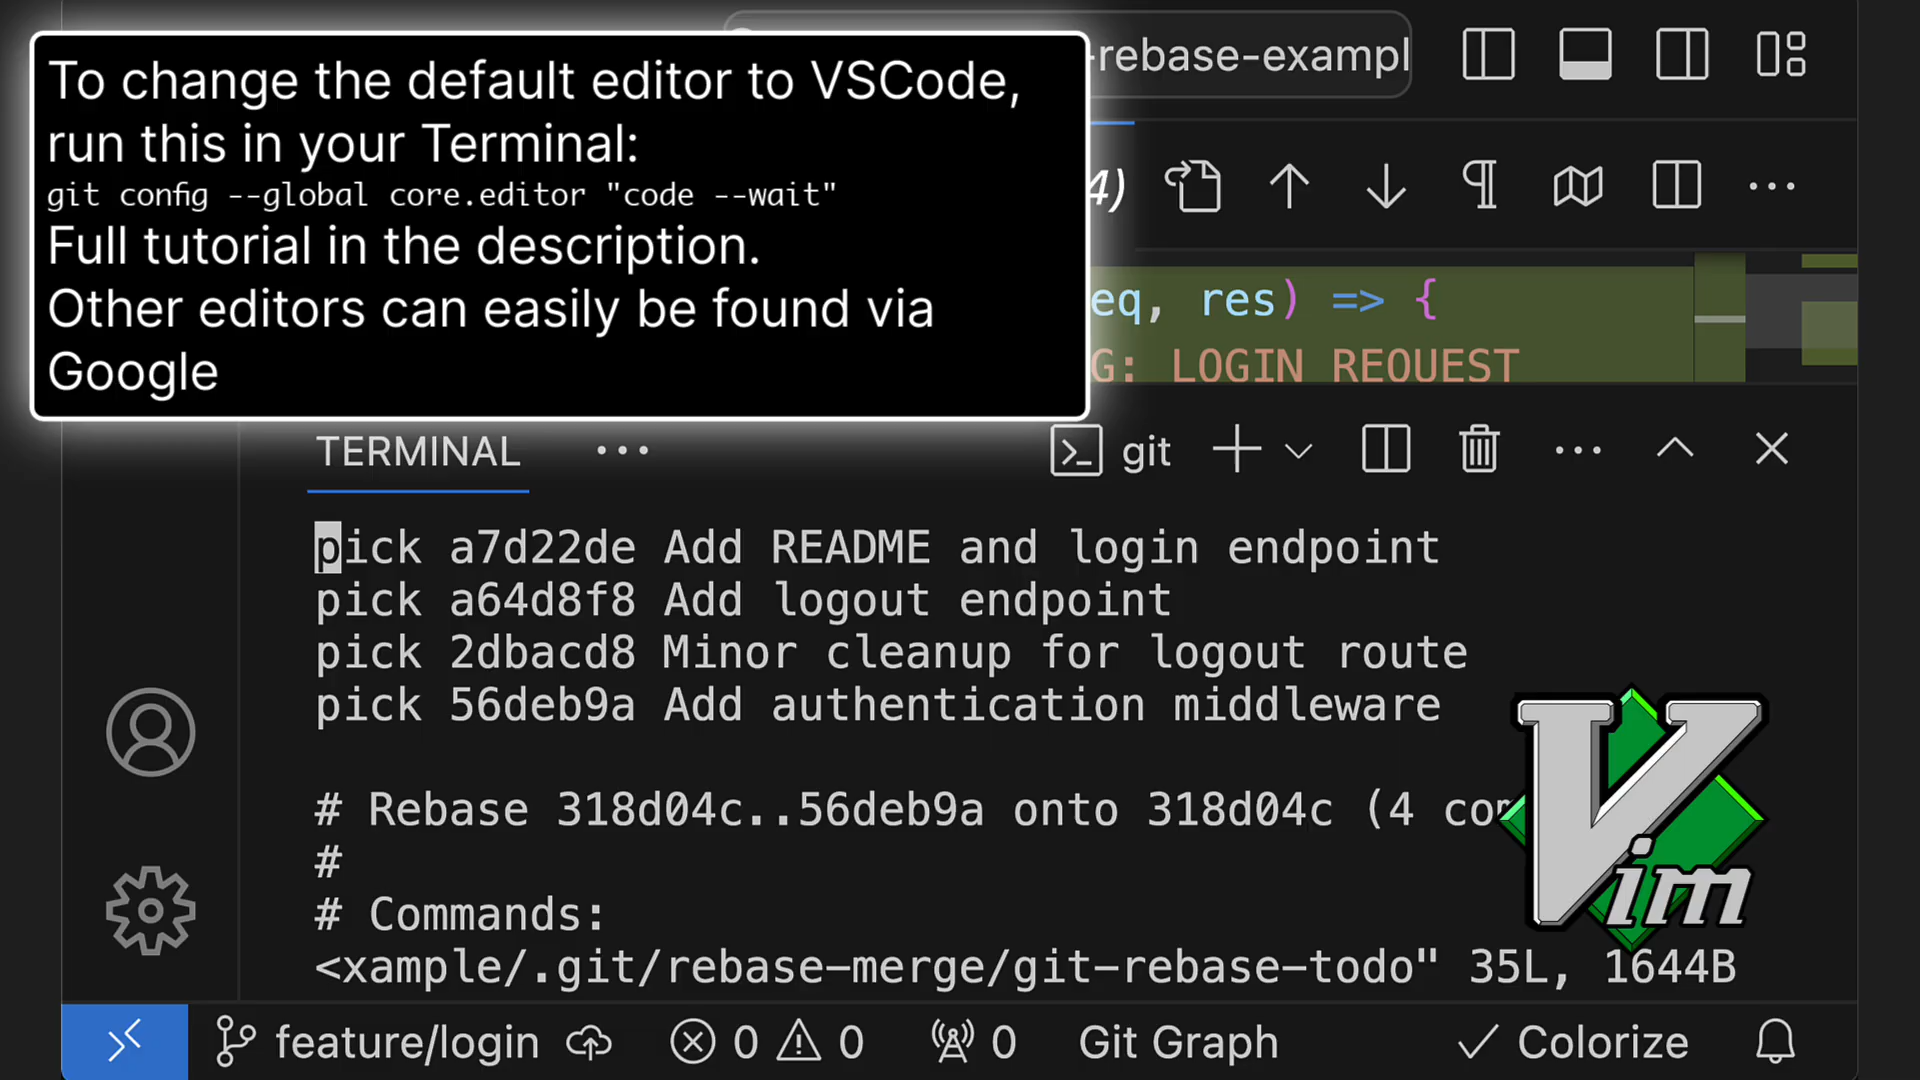 To change the default editor to VSCode,
run this in your Terminal:
git config --global core.editor "code --wait"
Full tutorial in the description.
Other editors can easily be found via
Google
-rebase-exampl
4)
eq, res) => {
G: LOGIN REQUEST
TERMINAL
git
pick a7d22de Add README and login endpoint
pick a64d8f8 Add logout endpoint
pick 2dbacd8 Minor cleanup for logout route
pick 56deb9a Add authentication middleware
# Rebase 318d04c..56deb9a onto 318d04c (4 com
#
# Commands:
<xample/.git/rebase-merge/git-rebase-todo" 35L, 1644B
Vim
feature/login 0 0 0 Git Graph Colorize